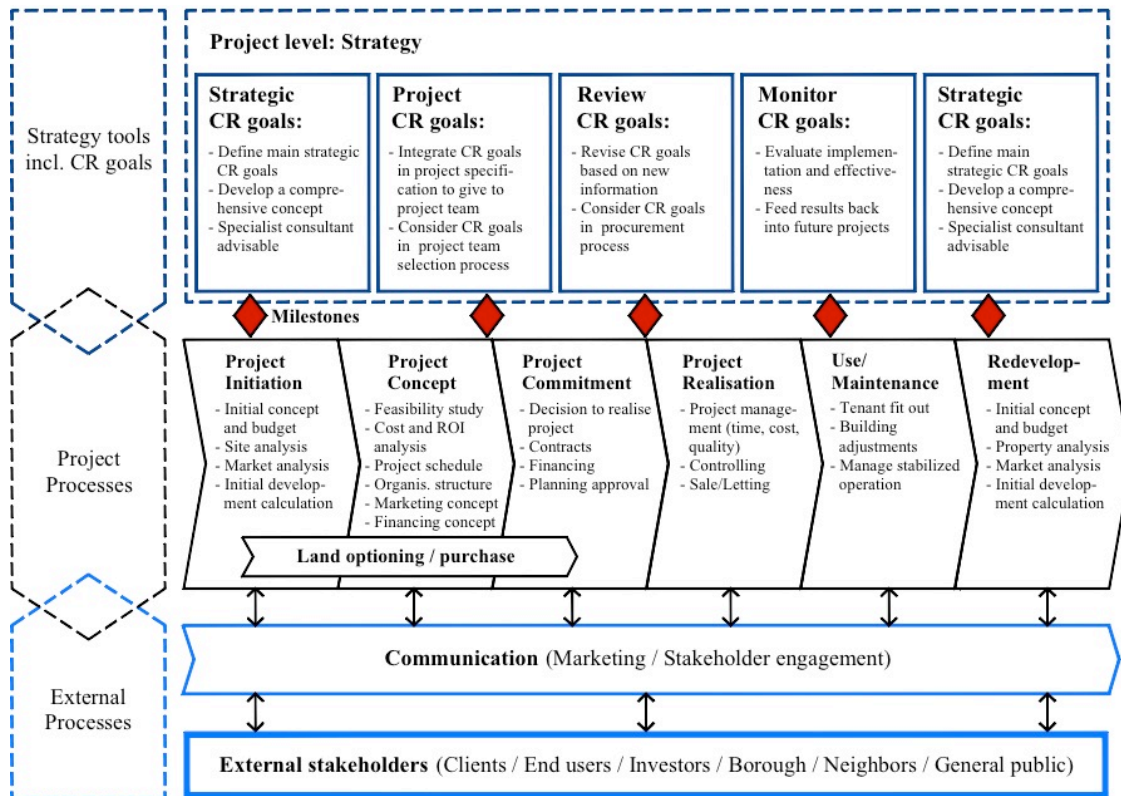 Strategy tools
incl. CR goals
Project level: Strategy
Strategic
CR goals:
- Define main strategic
CR goals
- Develop a compre-
hensive concept
- Specialist consultant
advisable
Project
CR goals:
- Integrate CR goals
in project specifi-
cation to give to
project team
- Consider CR goals
in project team
selection process
Review
CR goals:
- Revise CR goals
based on new
information
- Consider CR goals
in procurement
process
Monitor
CR goals:
- Evaluate implemen-
tation and effective-
ness
- Feed results back
into future projects
Strategic
CR goals:
- Define main
strategic CR goals
- Develop a compre-
hensive concept
- Specialist consultant
advisable
Milestones
Project
Processes
Project
Initiation
- Initial concept
and budget
- Site analysis
- Market analysis
- Initial develop-
ment calculation
Project
Concept
- Feasibility study
- Cost and ROI
analysis
- Project schedule
- Organis. structure
- Marketing concept
- Financing concept
Project
Commitment
- Decision to realise
project
- Contracts
- Financing
- Planning approval
Project
Realisation
- Project manage-
ment (time, cost,
quality)
- Controlling
- Sale/Letting
Use/
Maintenance
- Tenant fit out
- Building
adjustments
- Manage stabilized
operation
Redevelop-
ment
- Initial concept
and budget
- Property analysis
- Market analysis
- Initial develop-
ment calculation
Land optioning / purchase
External
Processes
Communication (Marketing / Stakeholder engagement)
External stakeholders (Clients / End users / Investors / Borough / Neighbors / General public)